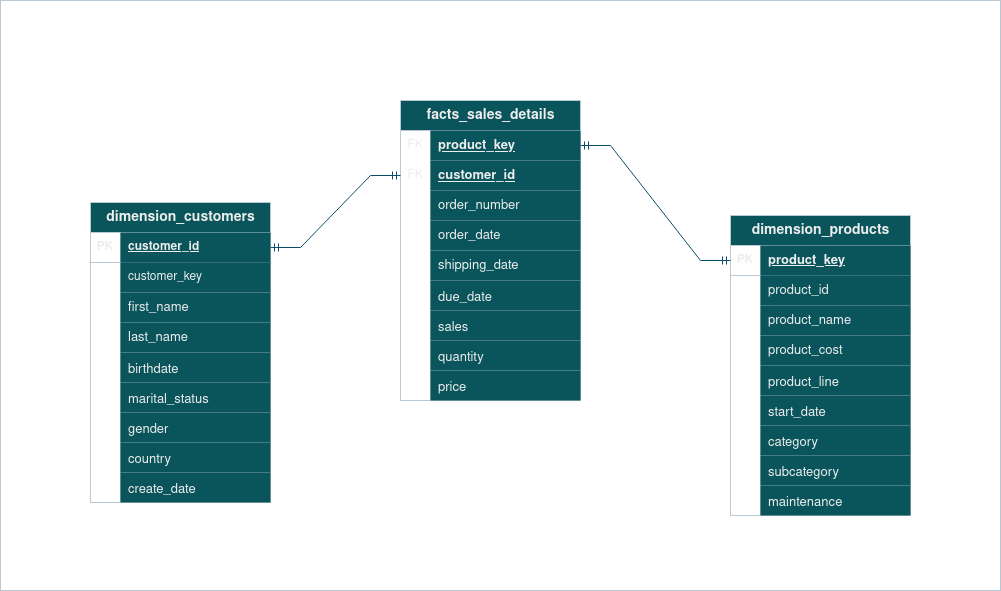 facts_sales_details
FK product_key
FK customer_id
order_number
order_date
shipping_date
due_date
sales
quantity
price
dimension_customers
PK customer_id
customer_key
first_name
last_name
birthdate
marital_status
gender
country
create_date
dimension_products
PK product_key
product_id
product_name
product_cost
product_line
start_date
category
subcategory
maintenance